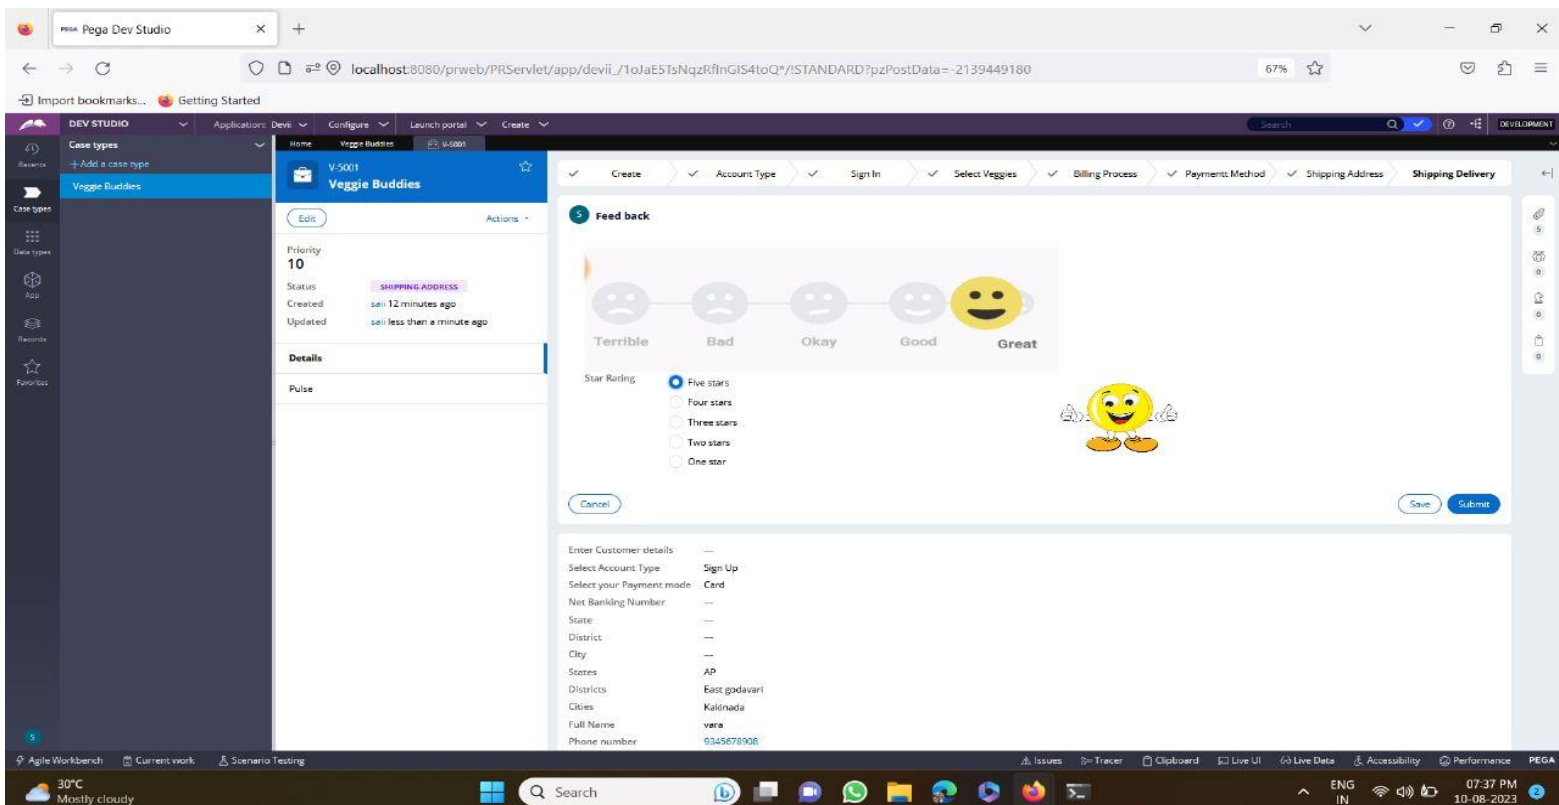 PEGA Pega Dev Studio
localhost:8080/prweb/PRServlet/app/devii_/1oJaE5TsNqzRfInGIS4toQ*/!STANDARD?pzPostData=-2139449180 67%
Import bookmarks... Getting Started
DEV STUDIO Application: Devii Configure Launch portal Create Search DEVELOPMENT
Recents
Case types
Data types
App
Records
Favorites
S
Case types
+Add a case type
Veggie Buddies
Home Veggie Buddies V-5001
V-5001
Veggie Buddies
Edit Actions
Priority
10
Status SHIPPING ADDRESS
Created saii 12 minutes ago
Updated saii less than a minute ago
Details
Pulse
Create Account Type Sign In Select Veggies Billing Process Paymentt Method Shipping Address Shipping Delivery
S Feed back
Terrible Bad Okay Good Great
Star Rating Five stars
Four stars
Three stars
Two stars
One star
Cancel Save Submit
5
0
0
0
Enter Customer details ---
Select Account Type Sign Up
Select your Payment mode Card
Net Banking Number ---
State ---
District ---
City ---
States AP
Districts East godavari
Cities Kakinada
Full Name vara
Phone number 9345678908
Agile Workbench Current work Scenario Testing Issues Tracer Clipboard Live UI Live Data Accessibility Performance PEGA
30°C
Mostly cloudy
Search
ENG
IN
07:37 PM
10-08-2023
2